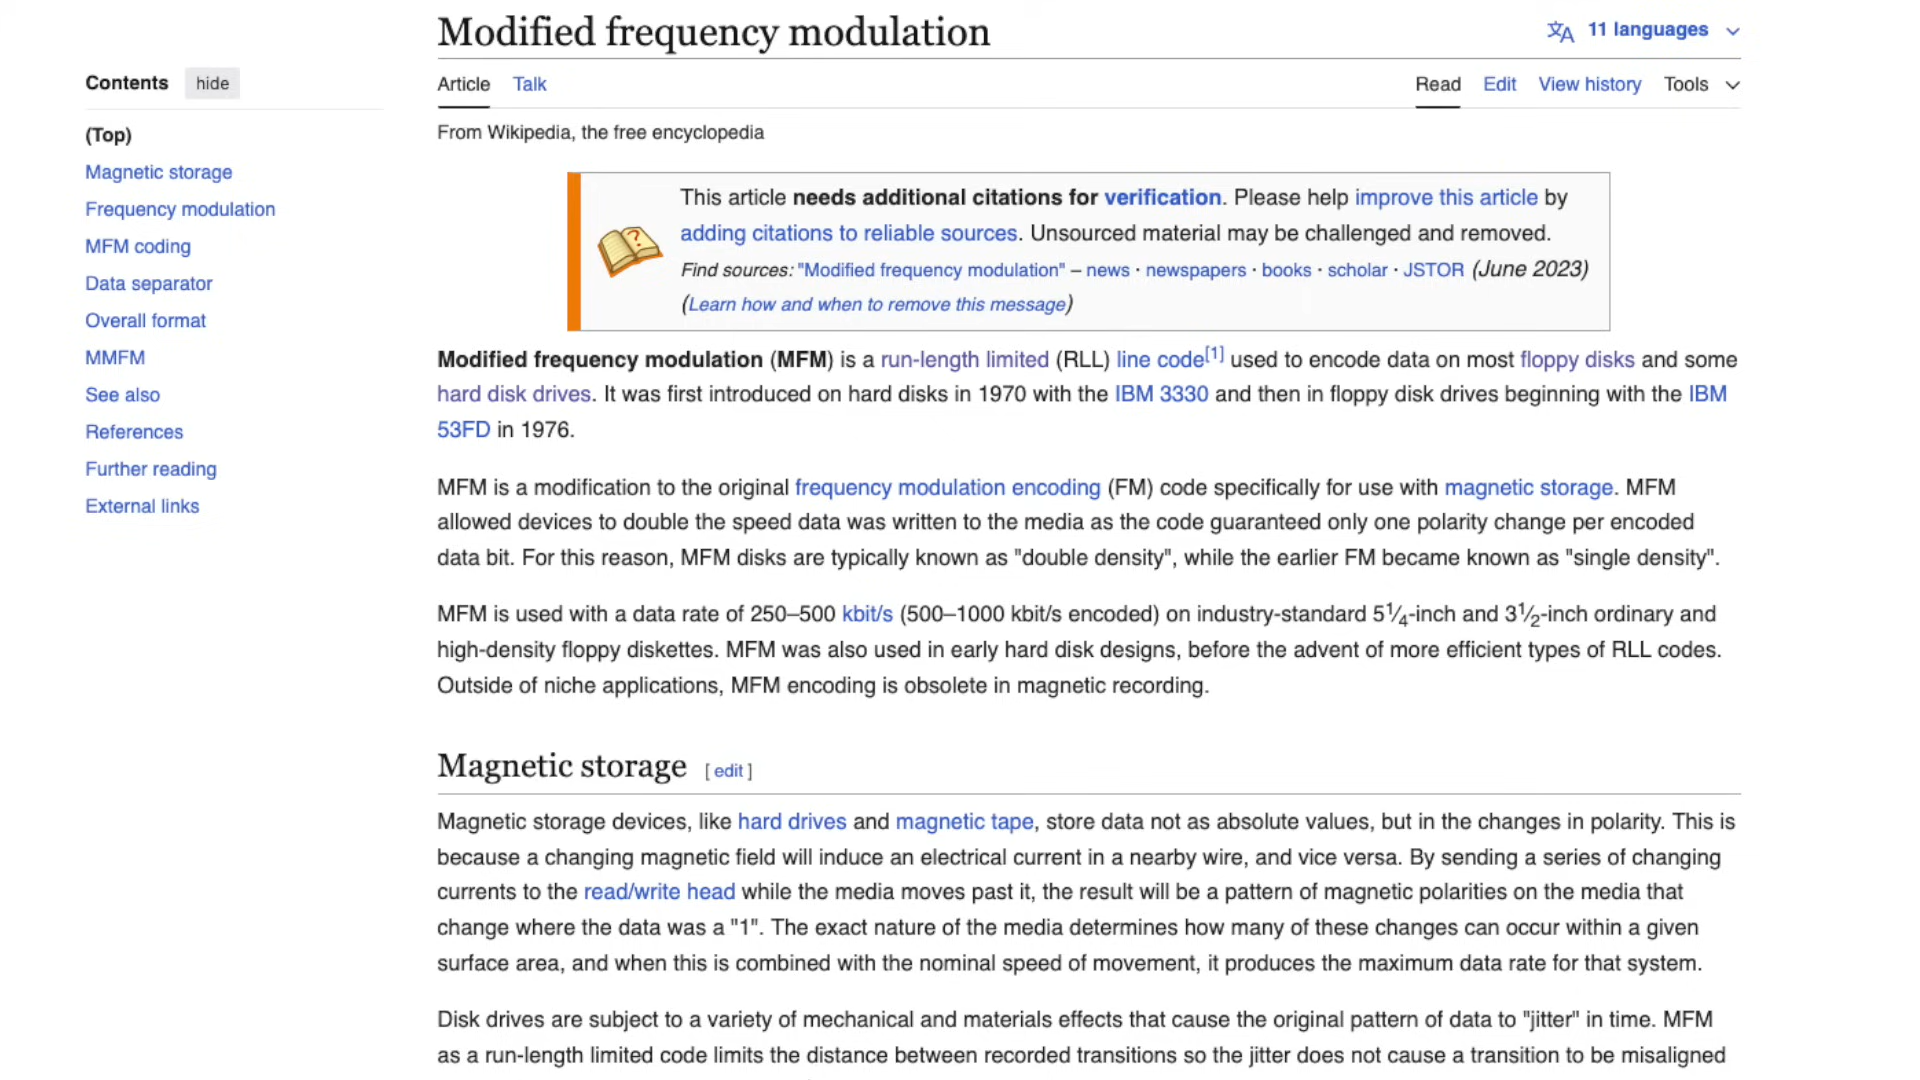 Modified frequency modulation
11 languages
Contents hide
Article Talk
Read Edit View history Tools
(Top)
Magnetic storage
Frequency modulation
MFM coding
Data separator
Overall format
MMFM
See also
References
Further reading
External links
From Wikipedia, the free encyclopedia
This article needs additional citations for verification. Please help improve this article by
adding citations to reliable sources. Unsourced material may be challenged and removed.
Find sources: "Modified frequency modulation" – news · newspapers · books · scholar · JSTOR (June 2023)
(Learn how and when to remove this message)
Modified frequency modulation (MFM) is a run-length limited (RLL) line code[1] used to encode data on most floppy disks and some
hard disk drives. It was first introduced on hard disks in 1970 with the IBM 3330 and then in floppy disk drives beginning with the IBM
53FD in 1976.
MFM is a modification to the original frequency modulation encoding (FM) code specifically for use with magnetic storage. MFM
allowed devices to double the speed data was written to the media as the code guaranteed only one polarity change per encoded
data bit. For this reason, MFM disks are typically known as "double density", while the earlier FM became known as "single density".
MFM is used with a data rate of 250–500 kbit/s (500–1000 kbit/s encoded) on industry-standard 5¼-inch and 3½-inch ordinary and
high-density floppy diskettes. MFM was also used in early hard disk designs, before the advent of more efficient types of RLL codes.
Outside of niche applications, MFM encoding is obsolete in magnetic recording.
Magnetic storage [ edit ]
Magnetic storage devices, like hard drives and magnetic tape, store data not as absolute values, but in the changes in polarity. This is
because a changing magnetic field will induce an electrical current in a nearby wire, and vice versa. By sending a series of changing
currents to the read/write head while the media moves past it, the result will be a pattern of magnetic polarities on the media that
change where the data was a "1". The exact nature of the media determines how many of these changes can occur within a given
surface area, and when this is combined with the nominal speed of movement, it produces the maximum data rate for that system.
Disk drives are subject to a variety of mechanical and materials effects that cause the original pattern of data to "jitter" in time. MFM
as a run-length limited code limits the distance between recorded transitions so the jitter does not cause a transition to be misaligned